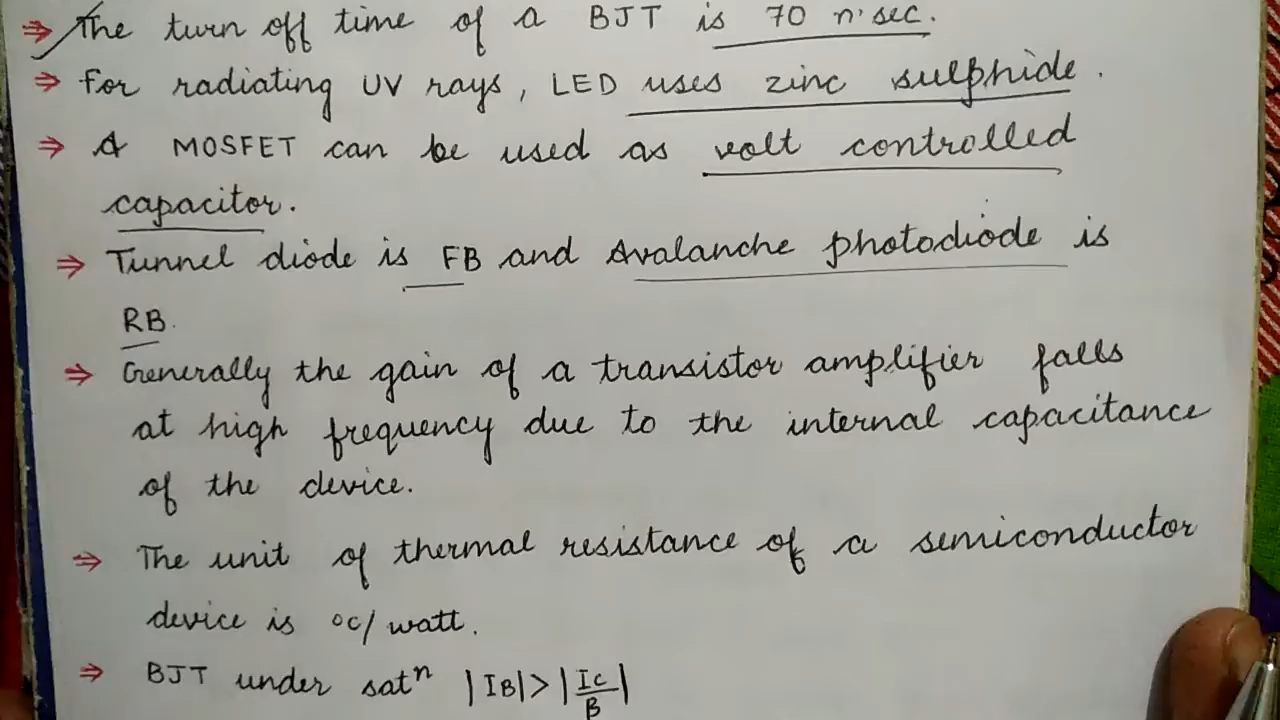 ⇒ The turn off time of a BJT is 70 n.sec.
⇒ For radiating UV rays, LED uses zinc sulphide.
⇒ A MOSFET can be used as volt controlled
capacitor.
⇒ Tunnel diode is FB and Avalanche photodiode is
RB.
⇒ Generally the gain of a transistor amplifier falls
at high frequency due to the internal capacitance
of the device.
⇒ The unit of thermal resistance of a semiconductor
device is °C/watt.
⇒ BJT under satⁿ |IB| > |IC/β|